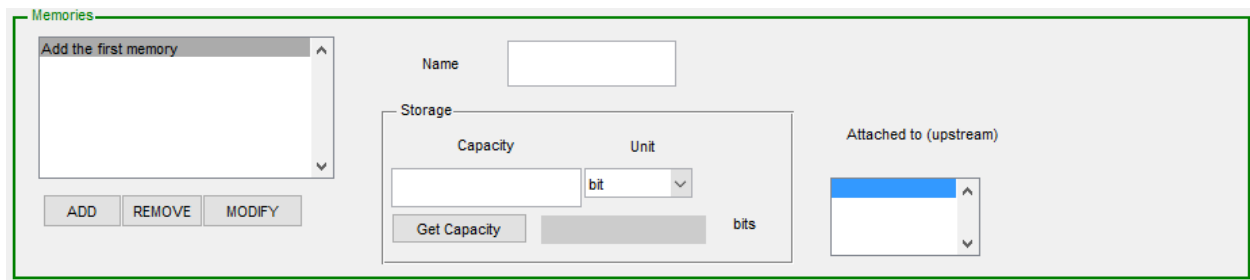 Memories
Add the first memory
Name
Storage
Capacity
Unit
bit
Attached to (upstream)
ADD
REMOVE
MODIFY
Get Capacity
bits